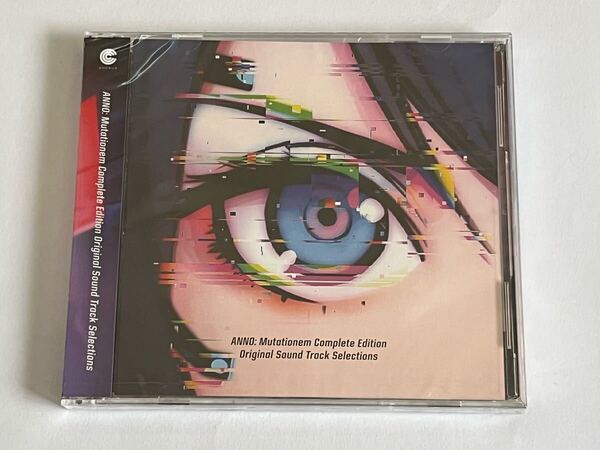 ANNO: Mutationem Complete Edition Original Sound Track Selections
ANNO: Mutationem Complete Edition
Original Sound Track Selections